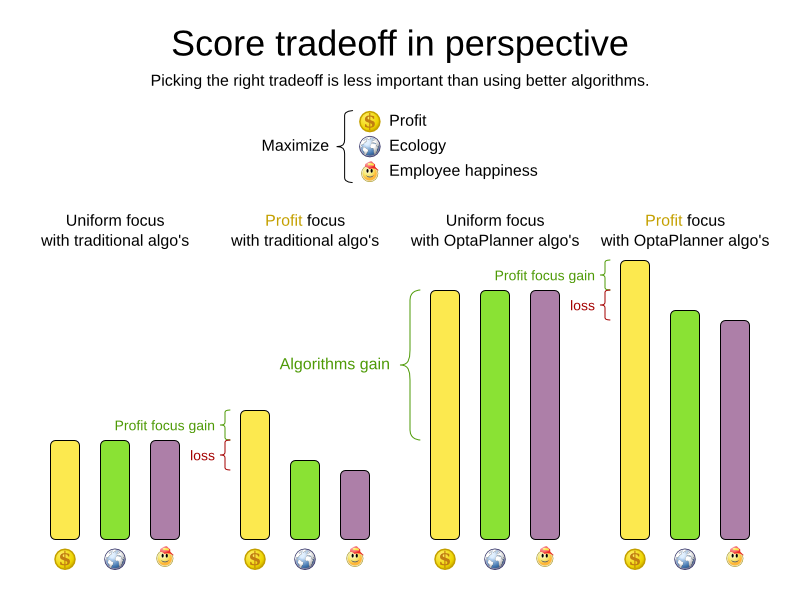 Score tradeoff in perspective
Picking the right tradeoff is less important than using better algorithms.
Maximize
Profit
Ecology
Employee happiness
Uniform focus
with traditional algo's
Profit focus
with traditional algo's
Uniform focus
with OptaPlanner algo's
Profit focus
with OptaPlanner algo's
Profit focus gain
loss
Algorithms gain
Profit focus gain
loss
$
$
$
$
$